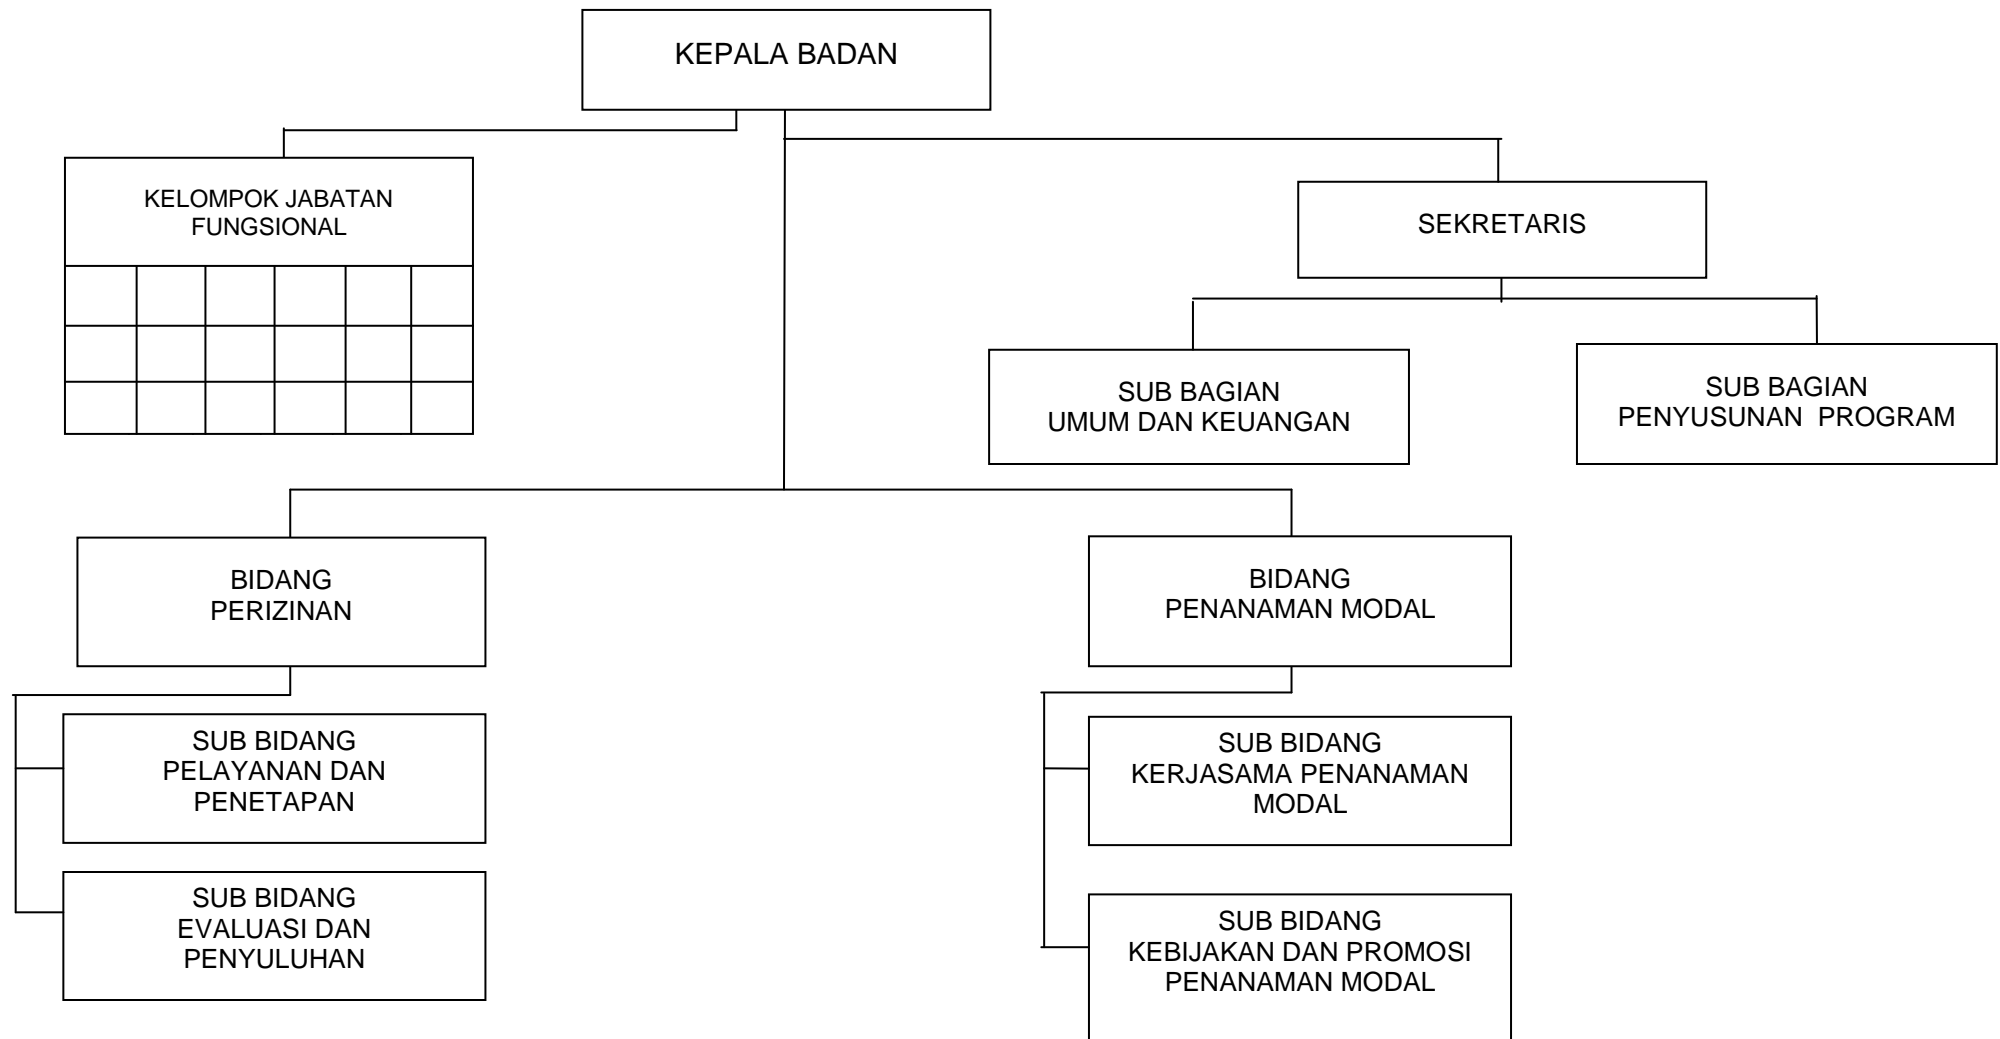 KEPALA BADAN
KELOMPOK JABATAN
FUNGSIONAL
SEKRETARIS
SUB BAGIAN
UMUM DAN KEUANGAN
SUB BAGIAN
PENYUSUNAN  PROGRAM
BIDANG
PERIZINAN
BIDANG
PENANAMAN MODAL
SUB BIDANG
PELAYANAN DAN
PENETAPAN
SUB BIDANG
EVALUASI DAN
PENYULUHAN
SUB BIDANG
KERJASAMA PENANAMAN
MODAL
SUB BIDANG
KEBIJAKAN DAN PROMOSI
PENANAMAN MODAL